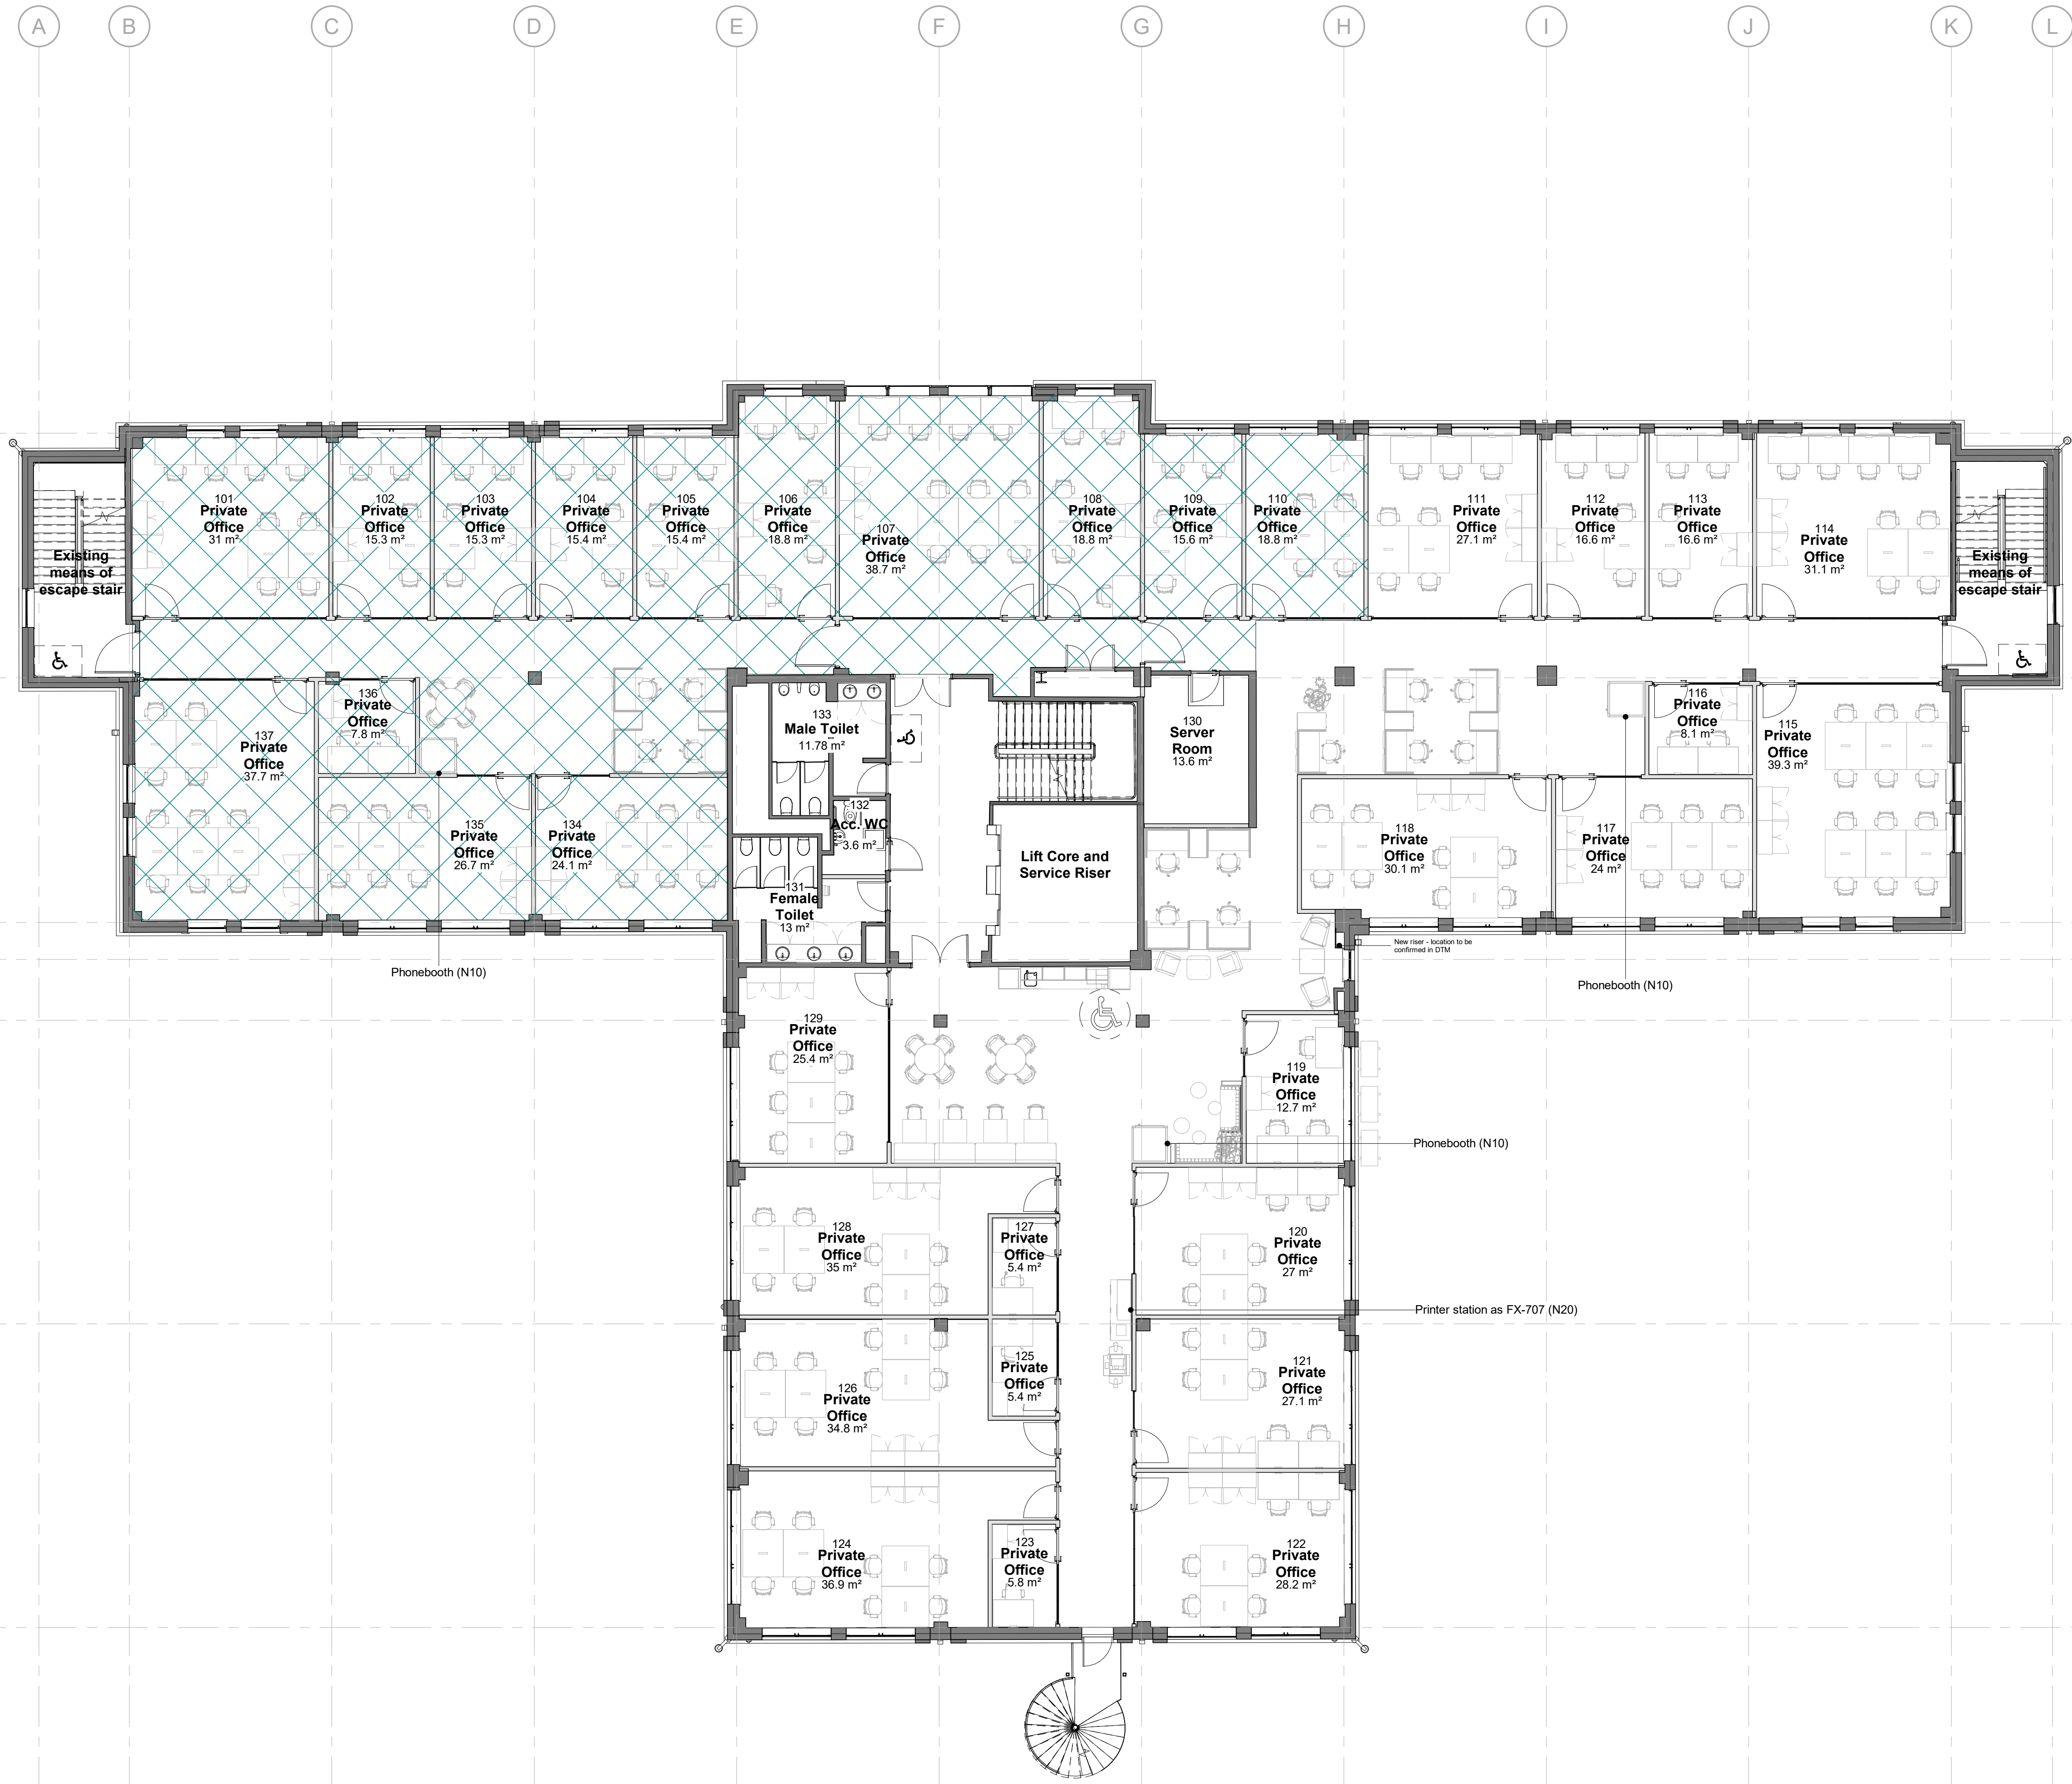 A B C D E F G H I J K L
101
Private
Office
31 m²
102
Private
Office
15.3 m²
103
Private
Office
15.3 m²
104
Private
Office
15.4 m²
105
Private
Office
15.4 m²
106
Private
Office
18.8 m²
107
Private
Office
38.7 m²
108
Private
Office
18.8 m²
109
Private
Office
15.6 m²
110
Private
Office
18.8 m²
111
Private
Office
27.1 m²
112
Private
Office
16.6 m²
113
Private
Office
16.6 m²
114
Private
Office
31.1 m²
Existing
means of
escape stair
Existing
means of
escape stair
137
Private
Office
37.7 m²
136
Private
Office
7.8 m²
135
Private
Office
26.7 m²
134
Private
Office
24.1 m²
133
Male Toilet
11.78 m²
132
Acc. WC
3.6 m²
131
Female
Toilet
13 m²
Lift Core and
Service Riser
130
Server
Room
13.6 m²
118
Private
Office
30.1 m²
117
Private
Office
24 m²
116
Private
Office
8.1 m²
115
Private
Office
39.3 m²
New riser - location to be
confirmed in DTM
Phonebooth (N10)
Phonebooth (N10)
129
Private
Office
25.4 m²
119
Private
Office
12.7 m²
Phonebooth (N10)
128
Private
Office
35 m²
127
Private
Office
5.4 m²
120
Private
Office
27 m²
Printer station as FX-707 (N20)
126
Private
Office
34.8 m²
125
Private
Office
5.4 m²
121
Private
Office
27.1 m²
124
Private
Office
36.9 m²
123
Private
Office
5.8 m²
122
Private
Office
28.2 m²